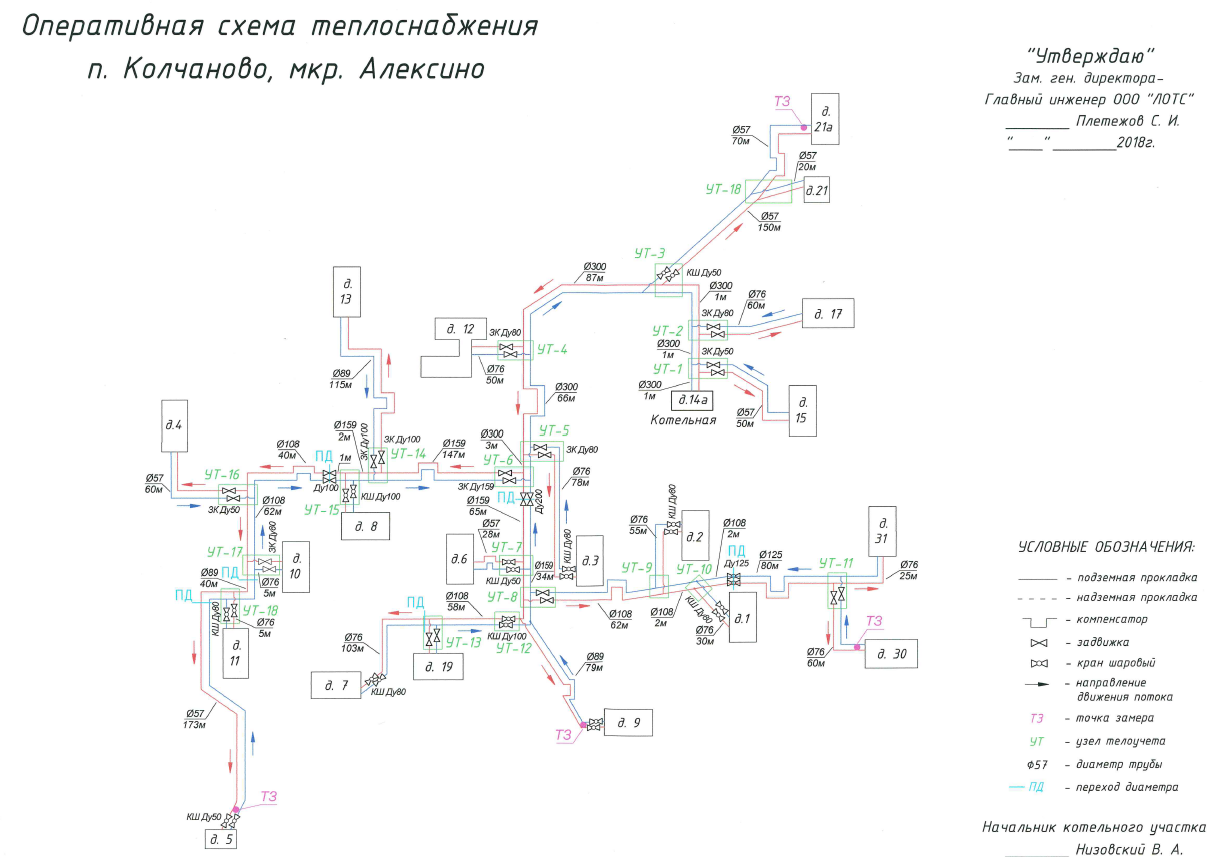 Оперативная схема теплоснабжения
п. Колчаново, мкр. Алексино
"Утверждаю"
Зам. ген. директора-
Главный инженер ООО "ЛОТС"
_________ Плетежов С. И.
"_____" _________2018г.
ТЗ
д.
21а
Ø57
70м
Ø57
20м
УТ-18
д.21
Ø57
150м
УТ-3
КШ Ду50
Ø300
87м
Ø300
1м
Ø76
60м
д. 17
ЗК Ду80
УТ-2
д.
13
д. 12
ЗК Ду80
УТ-4
Ø76
50м
Ø300
1м
ЗК Ду50
УТ-1
Ø300
1м
д.14а
Котельная
Ø57
50м
д.
15
Ø89
115м
Ø300
66м
д.4
Ø159
2м
ЗК Ду100
УТ-14
Ø159
147м
Ø300
3м
УТ-5
ЗК Ду80
Ø108
40м
ПД
1м
УТ-6
Ø76
78м
УТ-16
Ø57
60м
ЗК Ду50
Ду100
КШ Ду100
УТ-15
ЗК Ду159
ПД
Ду200
Ø108
62м
д. 8
Ø159
65м
ЗК Ду80
УТ-17
д.
10
Ø57
28м
д.6
УТ-7
КШ Ду50
Ø159
34м
КШ Ду80
д.3
Ø76
55м
КШ Ду80
д.2
Ø108
2м
ПД
Ду125
Ø125
80м
д.
31
УТ-11
Ø76
25м
Ø89
40м
ПД
Ø76
5м
УТ-9
УТ-10
УТ-8
Ø108
62м
Ø108
2м
КШ Ду80
Ø76
30м
д.1
КШ Ду80
УТ-18
Ø76
5м
д.
11
Ø108
58м
ПД
КШ Ду100
УТ-12
УТ-13
Ø76
103м
д. 19
д. 7
КШ Ду80
Ø89
79м
ТЗ
д. 9
Ø76
60м
ТЗ
д. 30
Ø57
173м
ТЗ
КШ Ду50
д. 5
УСЛОВНЫЕ ОБОЗНАЧЕНИЯ:
- подземная прокладка
- надземная прокладка
- компенсатор
- задвижка
- кран шаровый
- направление
движения потока
ТЗ - точка замера
УТ - узел телоучета
Ф57 - диаметр трубы
ПД - переход диаметра
Начальник котельного участка
_________ Низовский В. А.